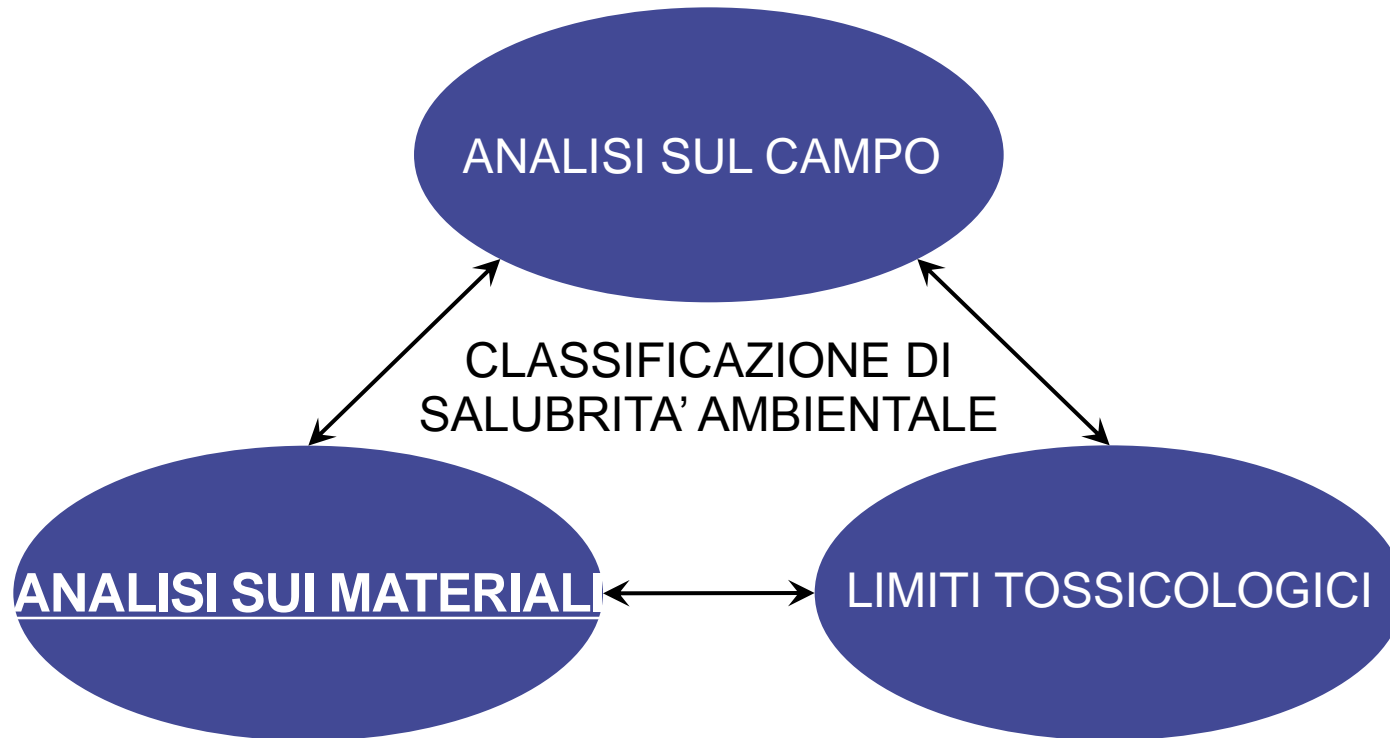 ANALISI SUL CAMPO
CLASSIFICAZIONE DI
SALUBRITA’ AMBIENTALE
ANALISI SUI MATERIALI
LIMITI TOSSICOLOGICI